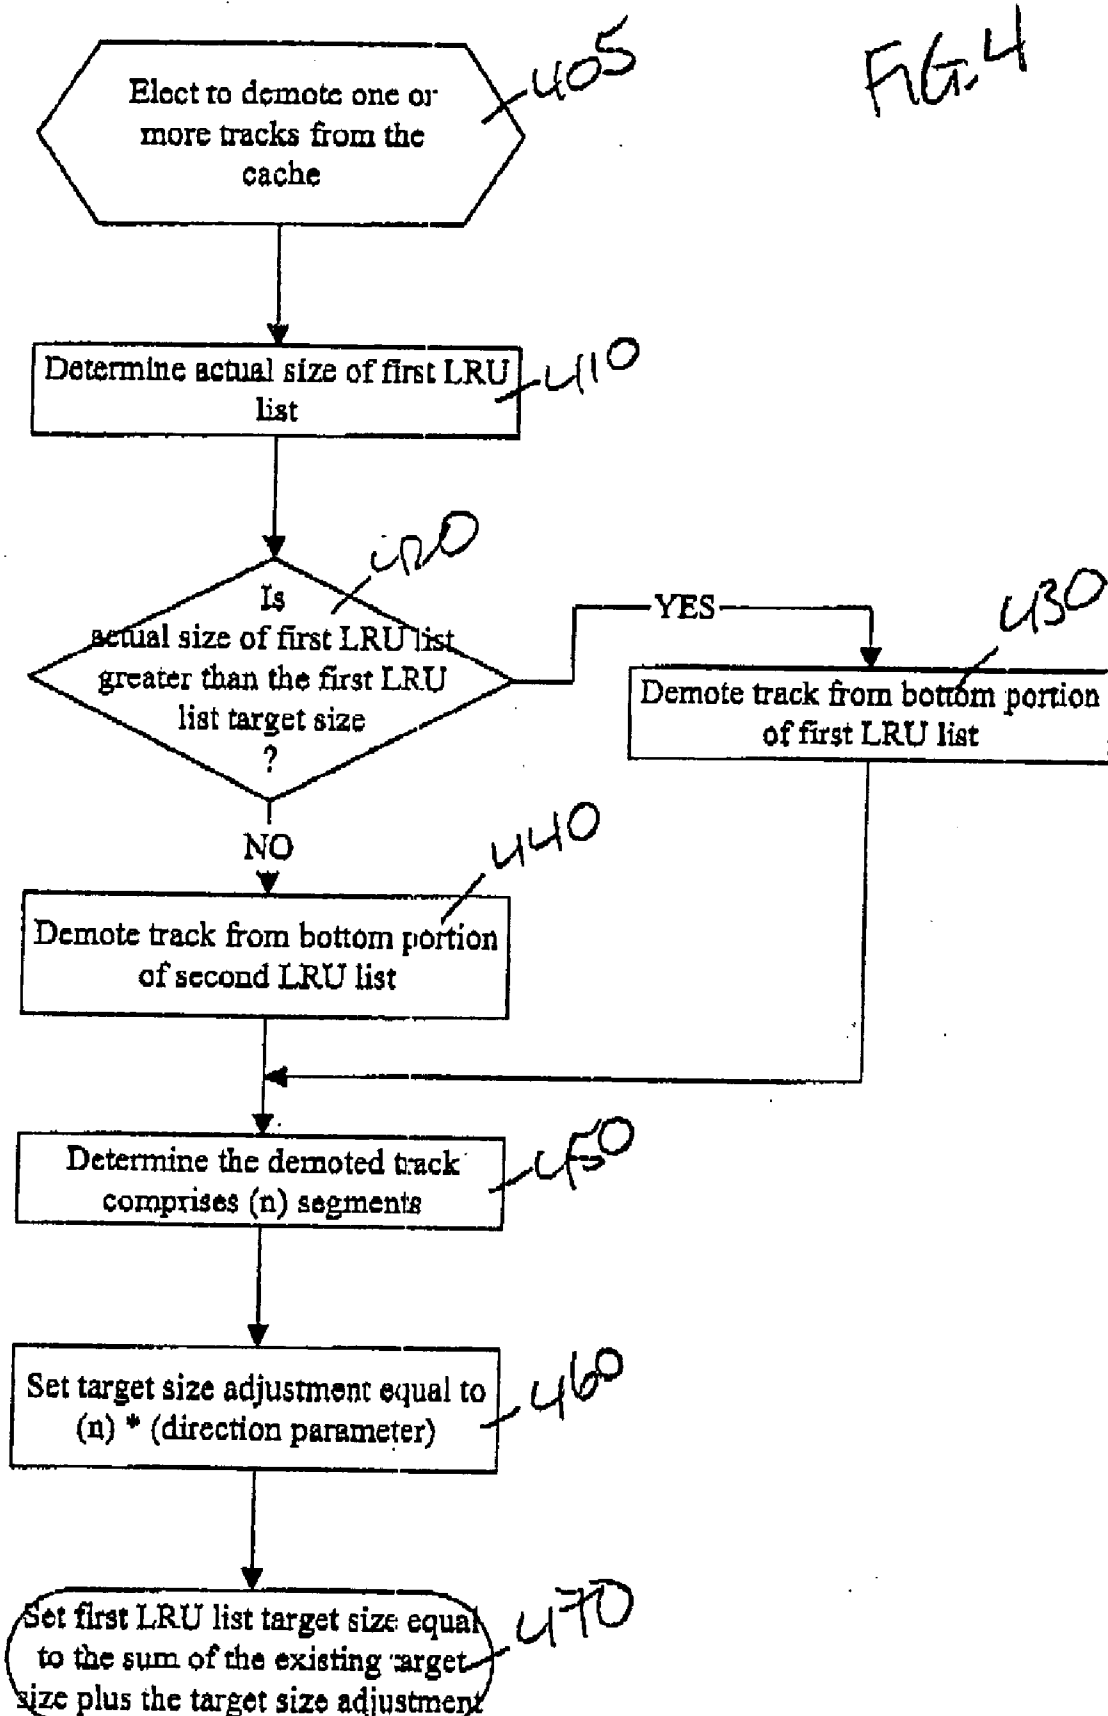 FIG.4
405
Elect to demote one or
more tracks from the
cache
410
Determine actual size of first LRU
list
420
Is
actual size of first LRU list
greater than the first LRU
list target size
?
YES
430
Demote track from bottom portion
of first LRU list
NO
440
Demote track from bottom portion
of second LRU list
450
Determine the demoted track
comprises (n) segments
460
Set target size adjustment equal to
(n) * (direction parameter)
470
Set first LRU list target size equal
to the sum of the existing target
size plus the target size adjustment